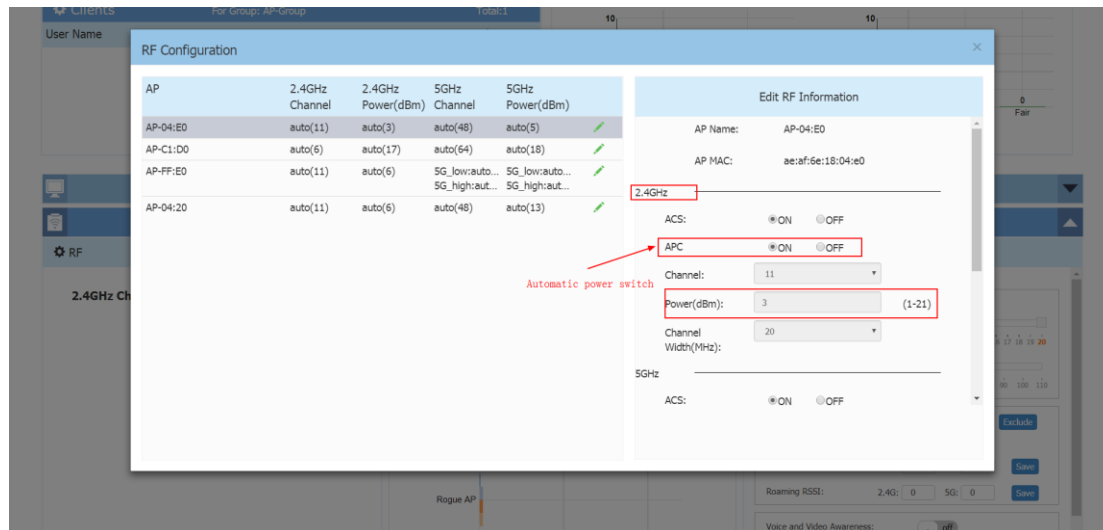 Clients For Group: AP-Group Total:1
User Name
10
10
0
Fair
RF Configuration ×
AP 2.4GHz Channel 2.4GHz Power(dBm) 5GHz Channel 5GHz Power(dBm)
AP-04:E0 auto(11) auto(3) auto(48) auto(5)
AP-C1:D0 auto(6) auto(17) auto(64) auto(18)
AP-FF:E0 auto(11) auto(6) 5G_low:auto... 5G_low:auto...
5G_high:aut... 5G_high:aut...
AP-04:20 auto(11) auto(6) auto(48) auto(13)
Edit RF Information
AP Name: AP-04:E0
AP MAC: ae:af:6e:18:04:e0
2.4GHz
ACS: ON OFF
APC ON OFF
Automatic power switch
Channel: 11
Power(dBm): 3 (1-21)
Channel Width(MHz): 20
5GHz
ACS: ON OFF
RF
2.4GHz Ch
17 18 19 20
90 100 110
Exclude
Save
Rogue AP
Roaming RSSI: 2.4G: 0 5G: 0 Save
Voice and Video Awareness: off